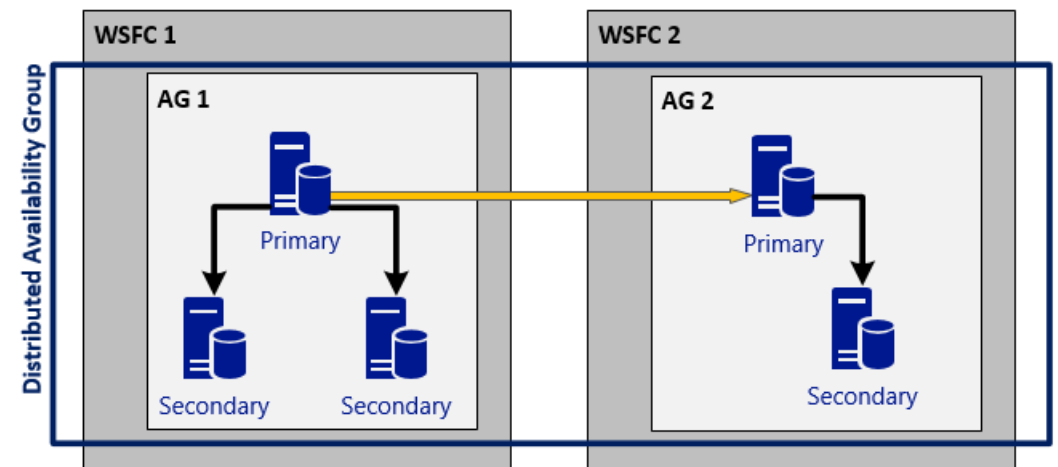 WSFC 1
WSFC 2
Distributed Availability Group
AG 1
Primary
Secondary
Secondary
AG 2
Primary
Secondary